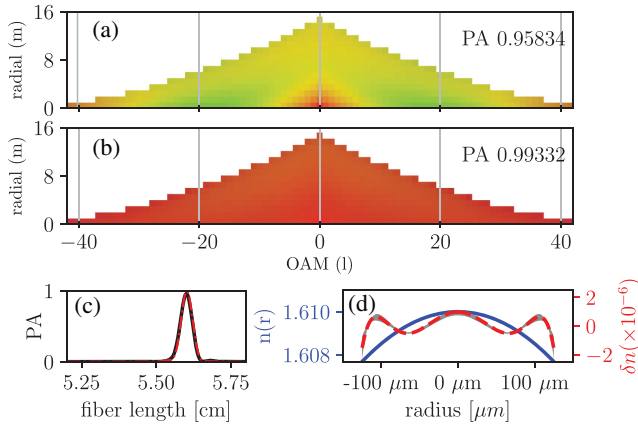 (a)
PA 0.95834
radial (m)
16
8
0
(b)
PA 0.99332
radial (m)
16
8
0
−40 −20 0 20 40
OAM (l)
(c)
PA
1
0
5.25 5.50 5.75
fiber length [cm]
(d)
n(r)
1.610
1.608
δn(×10⁻⁶)
2
0
−2
-100 μm 0 μm 100 μm
radius [μm]